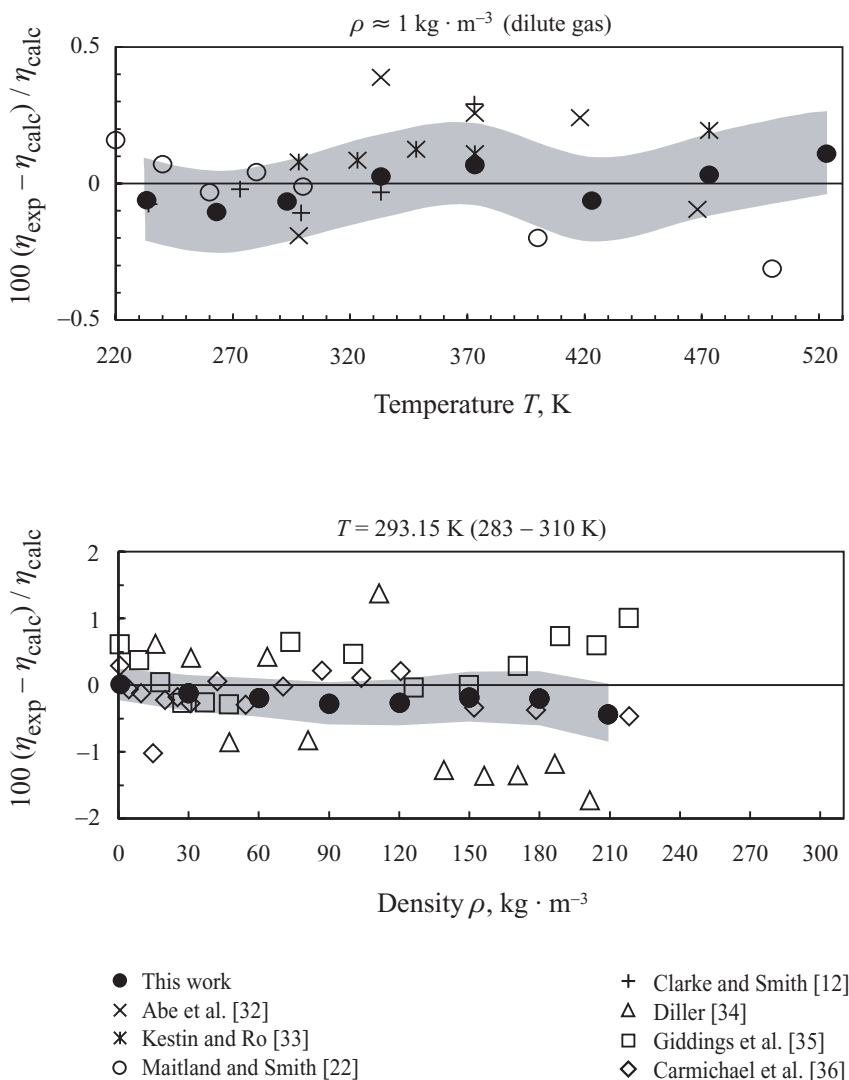 ρ ≈ 1 kg · m⁻³ (dilute gas)
100 (η_exp − η_calc) / η_calc
0.5
0
−0.5
220 270 320 370 420 470 520
Temperature T, K
T = 293.15 K (283 – 310 K)
100 (η_exp − η_calc) / η_calc
2
1
0
−1
−2
0 30 60 90 120 150 180 210 240 270 300
Density ρ, kg · m⁻³
This work
Abe et al. [32]
Kestin and Ro [33]
Maitland and Smith [22]
Clarke and Smith [12]
Diller [34]
Giddings et al. [35]
Carmichael et al. [36]